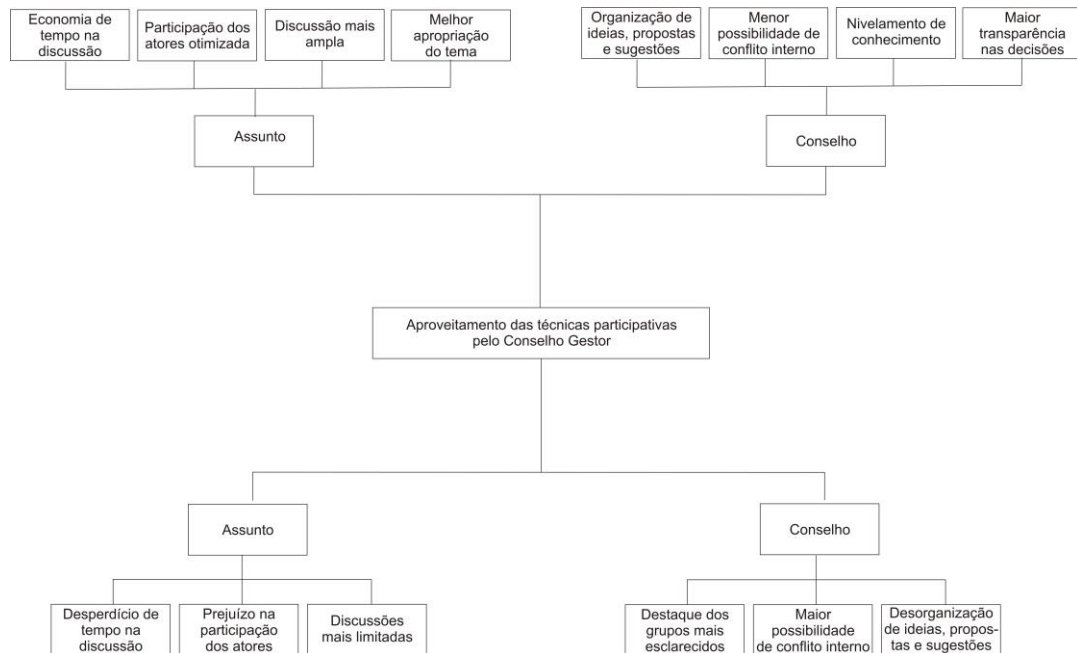 Economia de
tempo na
discussão
Participação dos
atores otimizada
Discussão mais
ampla
Melhor
apropriação
do tema
Organização de
ideias, propostas
e sugestões
Menor
possibilidade de
conflito interno
Nivelamento de
conhecimento
Maior
transparência
nas decisões
Assunto
Conselho
Aproveitamento das técnicas participativas
pelo Conselho Gestor
Assunto
Conselho
Desperdício de
tempo na
discussão
Prejuízo na
participação
dos atores
Discussões
mais limitadas
Destaque dos
grupos mais
esclarecidos
Maior
possibilidade
de conflito interno
Desorganização
de ideias, propos-
tas e sugestões